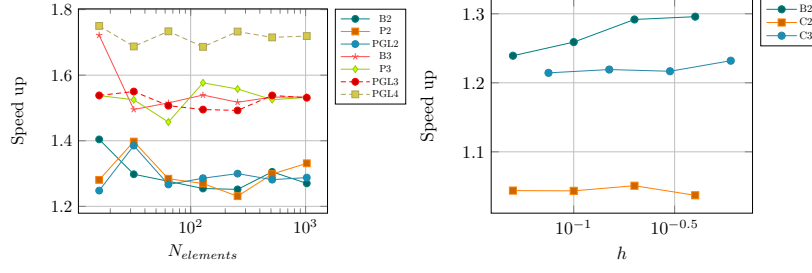 1.8
1.6
1.4
1.2
10^2
10^3
Speed up
N_elements
B2
P2
PGL2
B3
P3
PGL3
PGL4
1.3
1.2
1.1
10^-1
10^-0.5
Speed up
h
B2
C2
C3